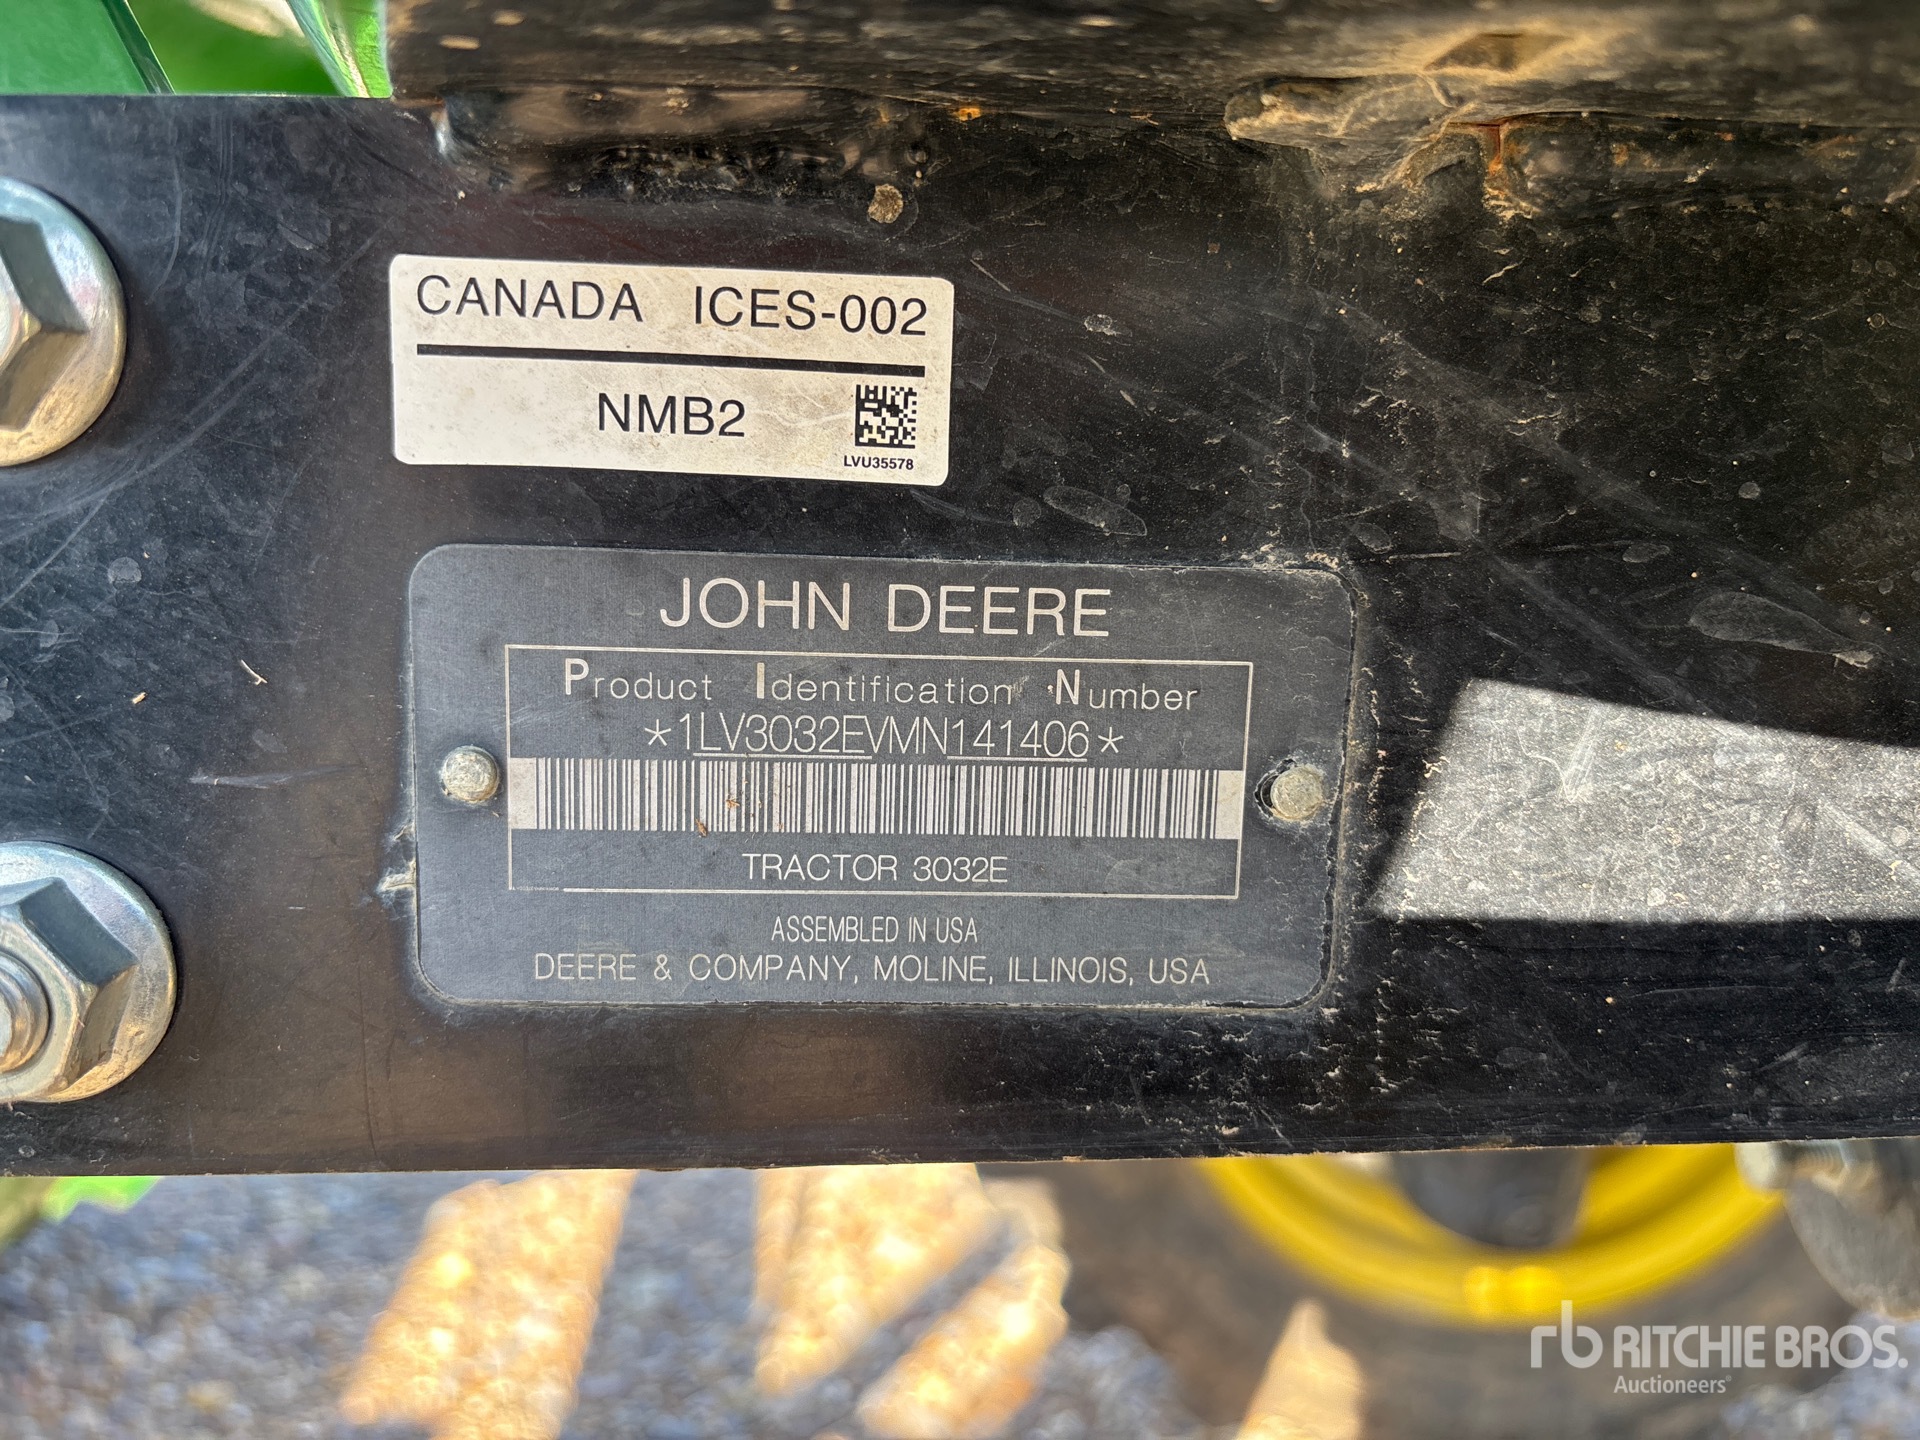 CANADA ICES-002
NMB2
LVU35578
JOHN DEERE
Product Identification Number
*1LV3032EVMN141406*
TRACTOR 3032E
ASSEMBLED IN USA
DEERE & COMPANY, MOLINE, ILLINOIS, USA
rb RITCHIE BROS.
Auctioneers